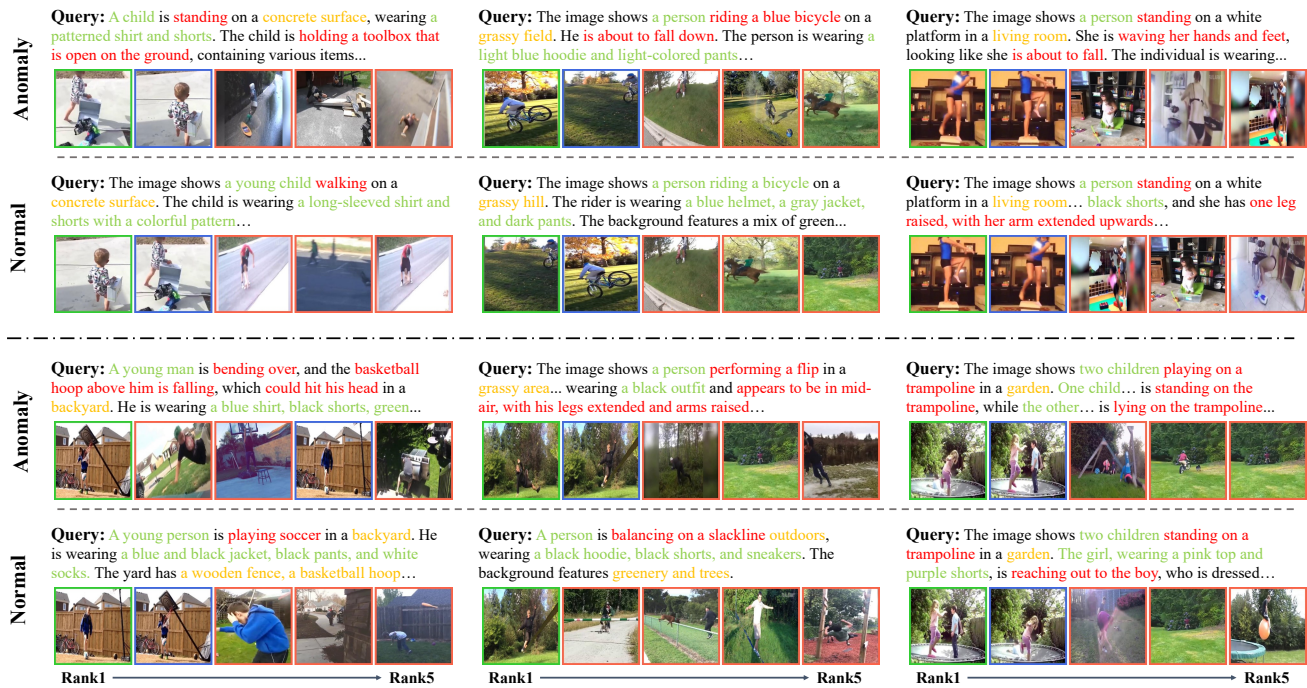 Anomaly
Query: A child is standing on a concrete surface, wearing a
patterned shirt and shorts. The child is holding a toolbox that
is open on the ground, containing various items...
Query: The image shows a person riding a blue bicycle on a
grassy field. He is about to fall down. The person is wearing a
light blue hoodie and light-colored pants…
Query: The image shows a person standing on a white
platform in a living room. She is waving her hands and feet,
looking like she is about to fall. The individual is wearing...
Normal
Query: The image shows a young child walking on a
concrete surface. The child is wearing a long-sleeved shirt and
shorts with a colorful pattern…
Query: The image shows a person riding a bicycle on a
grassy hill. The rider is wearing a blue helmet, a gray jacket,
and dark pants. The background features a mix of green...
Query: The image shows a person standing on a white
platform in a living room… black shorts, and she has one leg
raised, with her arm extended upwards…
Anomaly
Query: A young man is bending over, and the basketball
hoop above him is falling, which could hit his head in a
backyard. He is wearing a blue shirt, black shorts, green...
Query: The image shows a person performing a flip in a
grassy area... wearing a black outfit and appears to be in mid-
air, with his legs extended and arms raised…
Query: The image shows two children playing on a
trampoline in a garden. One child… is standing on the
trampoline, while the other… is lying on the trampoline...
Normal
Query: A young person is playing soccer in a backyard. He
is wearing a blue and black jacket, black pants, and white
socks. The yard has a wooden fence, a basketball hoop…
Query: A person is balancing on a slackline outdoors,
wearing a black hoodie, black shorts, and sneakers. The
background features greenery and trees.
Query: The image shows two children standing on a
trampoline in a garden. The girl, wearing a pink top and
purple shorts, is reaching out to the boy, who is dressed…
Rank1 Rank5
Rank1 Rank5
Rank1 Rank5